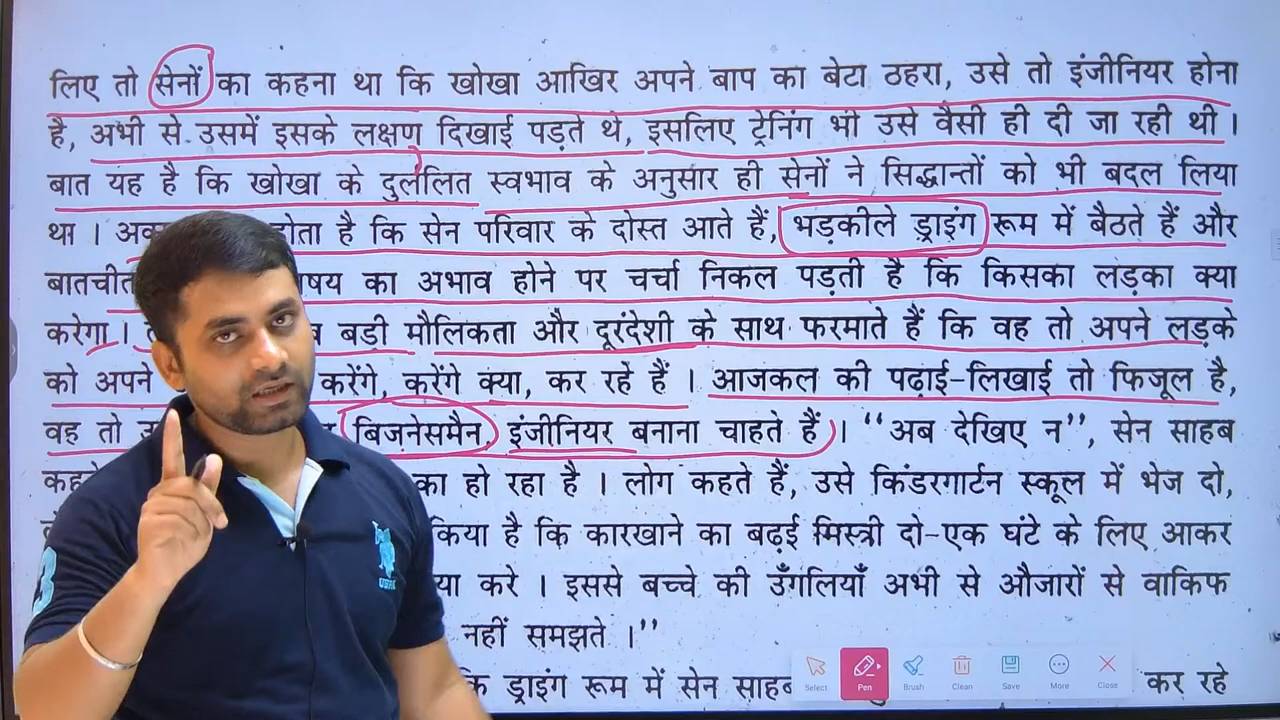 लिए तो सेनों का कहना था कि खोखा आखिर अपने बाप का बेटा ठहरा, उसे तो इंजीनियर होना
है, अभी से उसमें इसके लक्षण दिखाई पड़ते थे, इसलिए ट्रेनिंग भी उसे वैसी ही दी जा रही थी ।
बात यह है कि खोखा के दुर्ललित स्वभाव के अनुसार ही सेनों ने सिद्धान्तों को भी बदल लिया
था । होता है कि सेन परिवार के दोस्त आते हैं, भड़कीले ड्राइंग रूम में बैठते हैं और
बातचीत का अभाव होने पर चर्चा निकल पड़ती है कि किसका लड़का क्या
करेगा । बड़ी मौलिकता और दूरंदेशी के साथ फरमाते हैं कि वह तो अपने लड़के
को अपने करेंगे, करेंगे क्या, कर रहे हैं । आजकल की पढ़ाई-लिखाई तो फिजूल है,
वह तो बिजनेसमैन, इंजीनियर बनाना चाहते हैं । “अब देखिए न”, सेन साहब
का हो रहा है । लोग कहते हैं, उसे किंडरगार्टन स्कूल में भेज दो,
किया है कि कारखाने का बढ़ई मिस्त्री दो-एक घंटे के लिए आकर
करे । इससे बच्चे की उँगलियाँ अभी से औजारों से वाकिफ
नहीं समझते ।”
ड्राइंग रूम में सेन कर रहे
Select Pen Brush Clean Save More Close
3